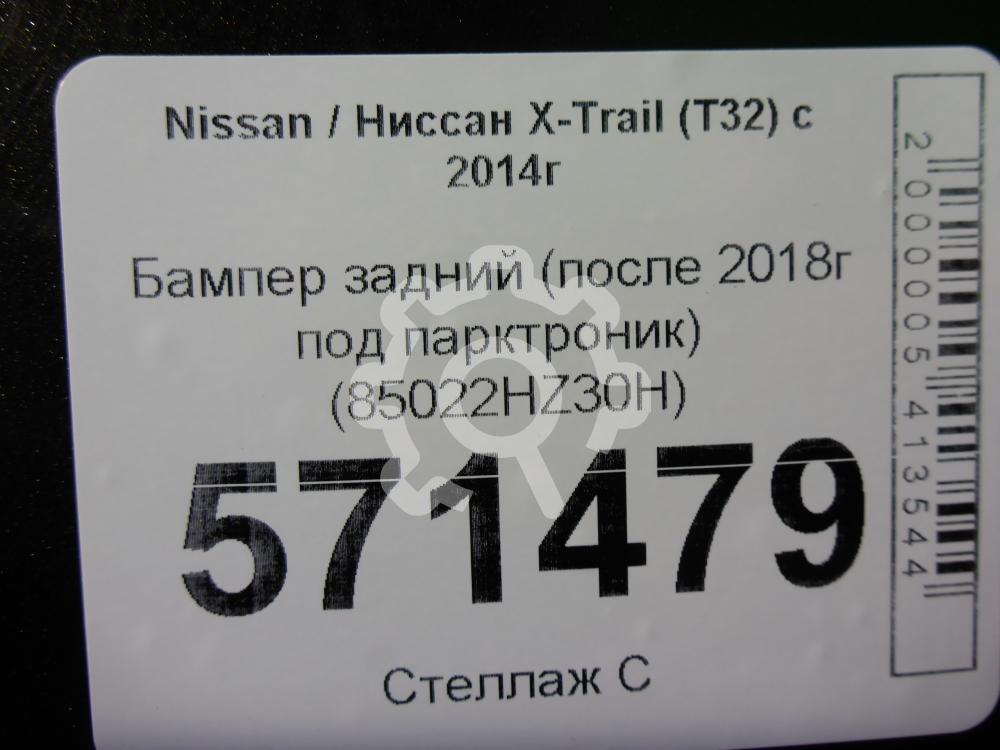 Nissan / Ниссан X-Trail (T32) с
2014г
Бампер задний (после 2018г
под парктроник)
(85022HZ30H)
571479
Стеллаж С
2000005413544